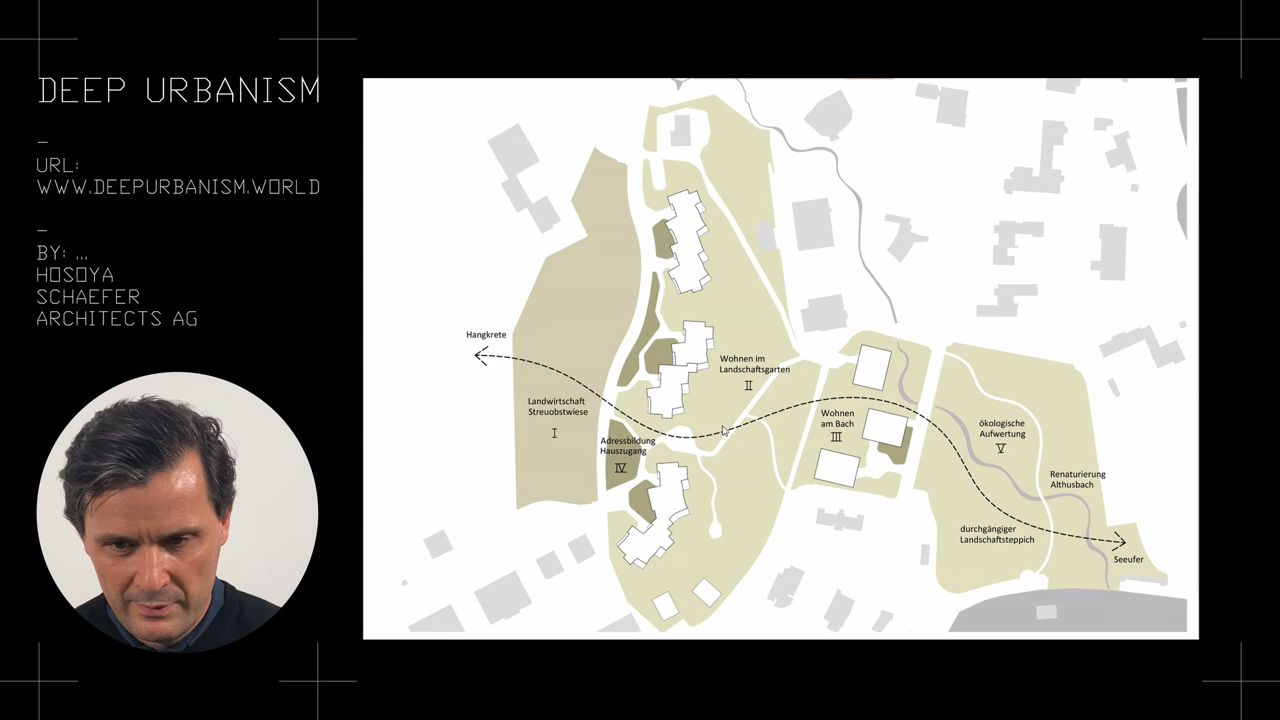 DEEP URBANISM
–
URL:
WWW.DEEPURBANISM.WORLD
–
BY: ...
HOSOYA
SCHAEFER
ARCHITECTS AG
Hangkrete
Landwirtschaft
Streuobstwiese
I
Adressbildung
Hauszugang
IV
Wohnen im
Landschaftsgarten
II
Wohnen
am Bach
III
ökologische
Aufwertung
V
Renaturierung
Althusbach
durchgängiger
Landschaftsteppich
Seeufer